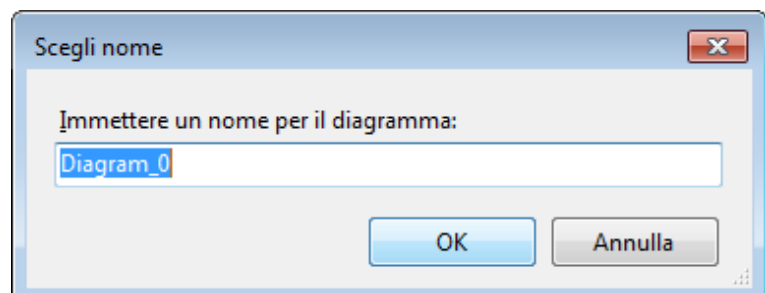 Scegli nome
Immettere un nome per il diagramma:
Diagram_0
OK
Annulla